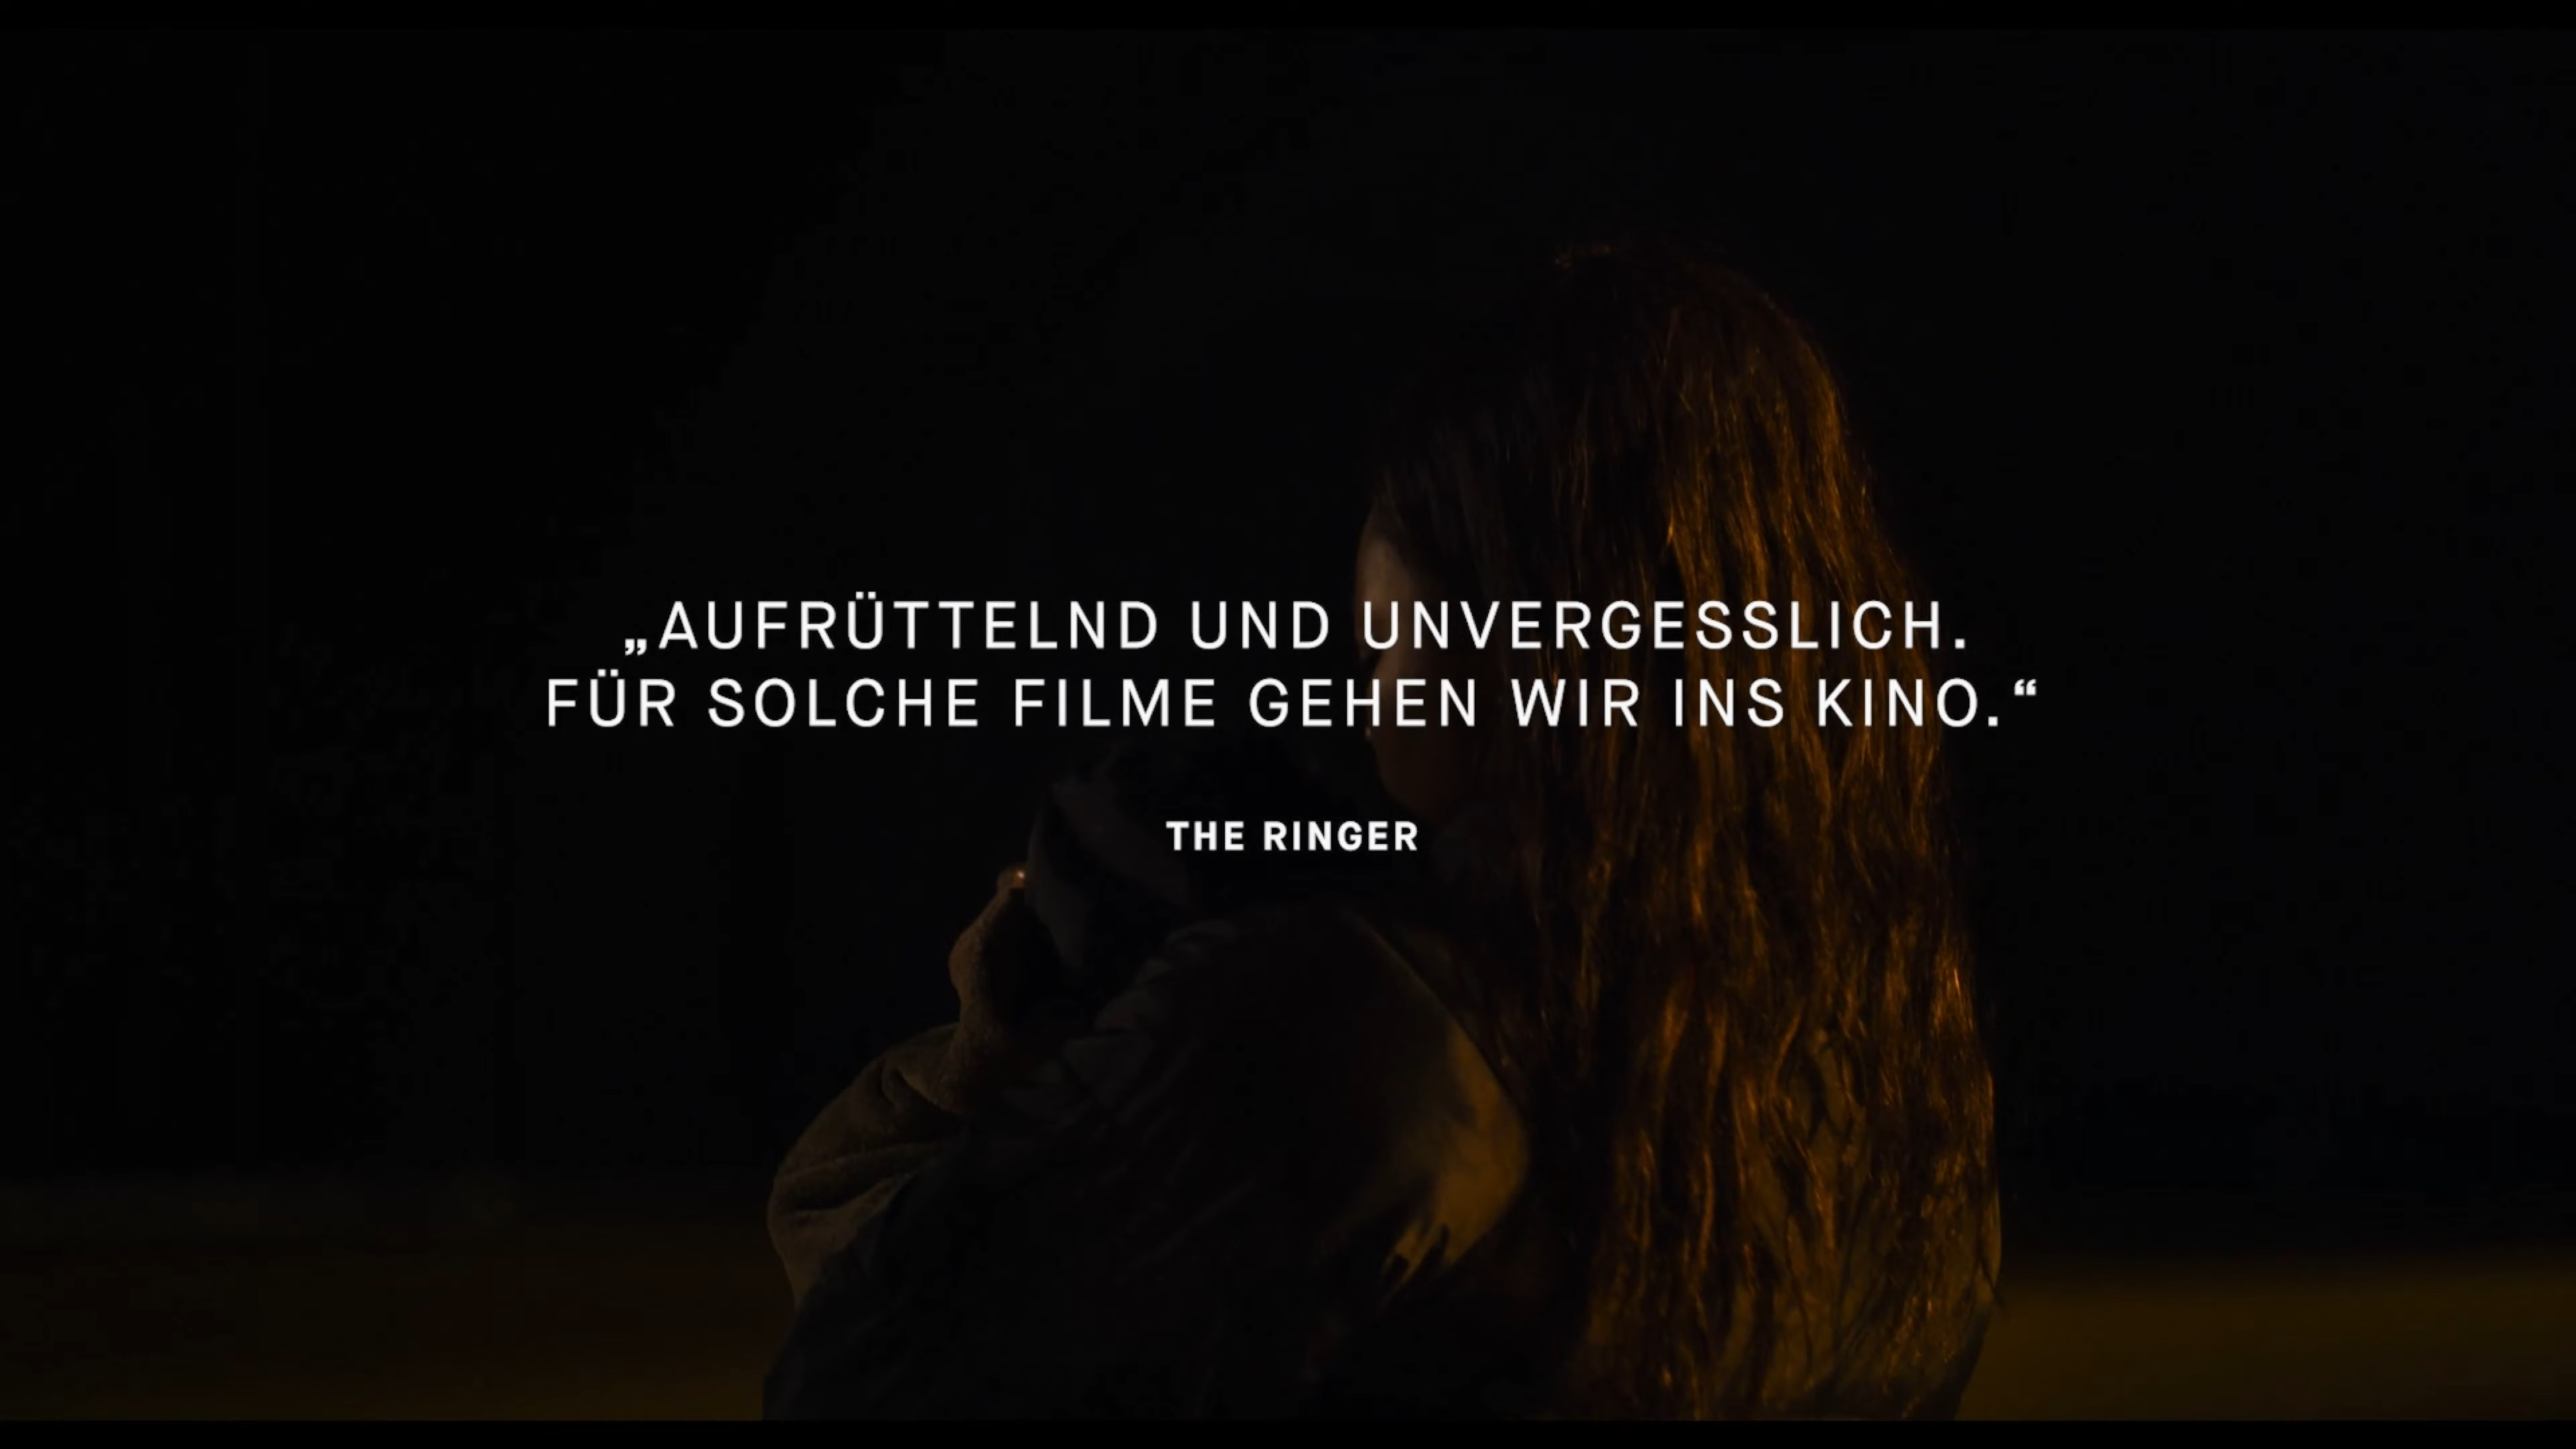 „AUFRÜTTELND UND UNVERGESSLICH.
FÜR SOLCHE FILME GEHEN WIR INS KINO.“
THE RINGER